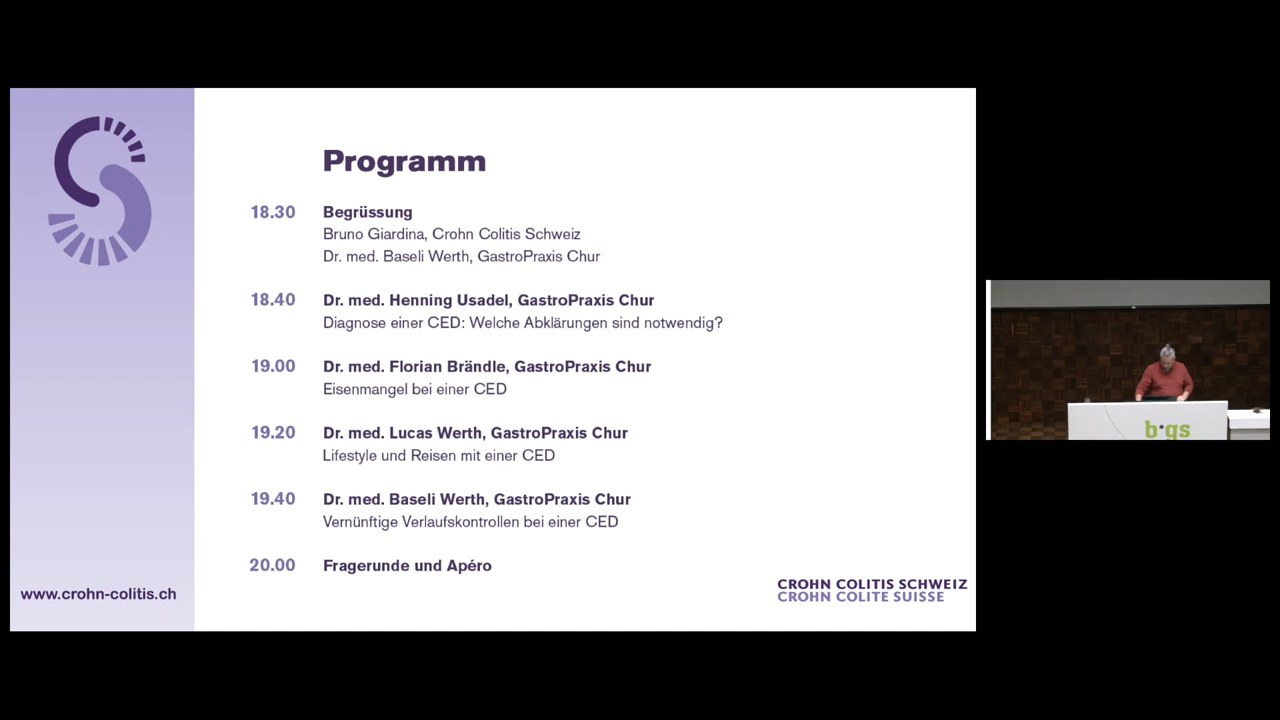 Programm
18.30 Begrüssung
Bruno Giardina, Crohn Colitis Schweiz
Dr. med. Baseli Werth, GastroPraxis Chur
18.40 Dr. med. Henning Usadel, GastroPraxis Chur
Diagnose einer CED: Welche Abklärungen sind notwendig?
19.00 Dr. med. Florian Brändle, GastroPraxis Chur
Eisenmangel bei einer CED
19.20 Dr. med. Lucas Werth, GastroPraxis Chur
Lifestyle und Reisen mit einer CED
19.40 Dr. med. Baseli Werth, GastroPraxis Chur
Vernünftige Verlaufskontrollen bei einer CED
20.00 Fragerunde und Apéro
www.crohn-colitis.ch
CROHN COLITIS SCHWEIZ
CROHN COLITE SUISSE
b•gs